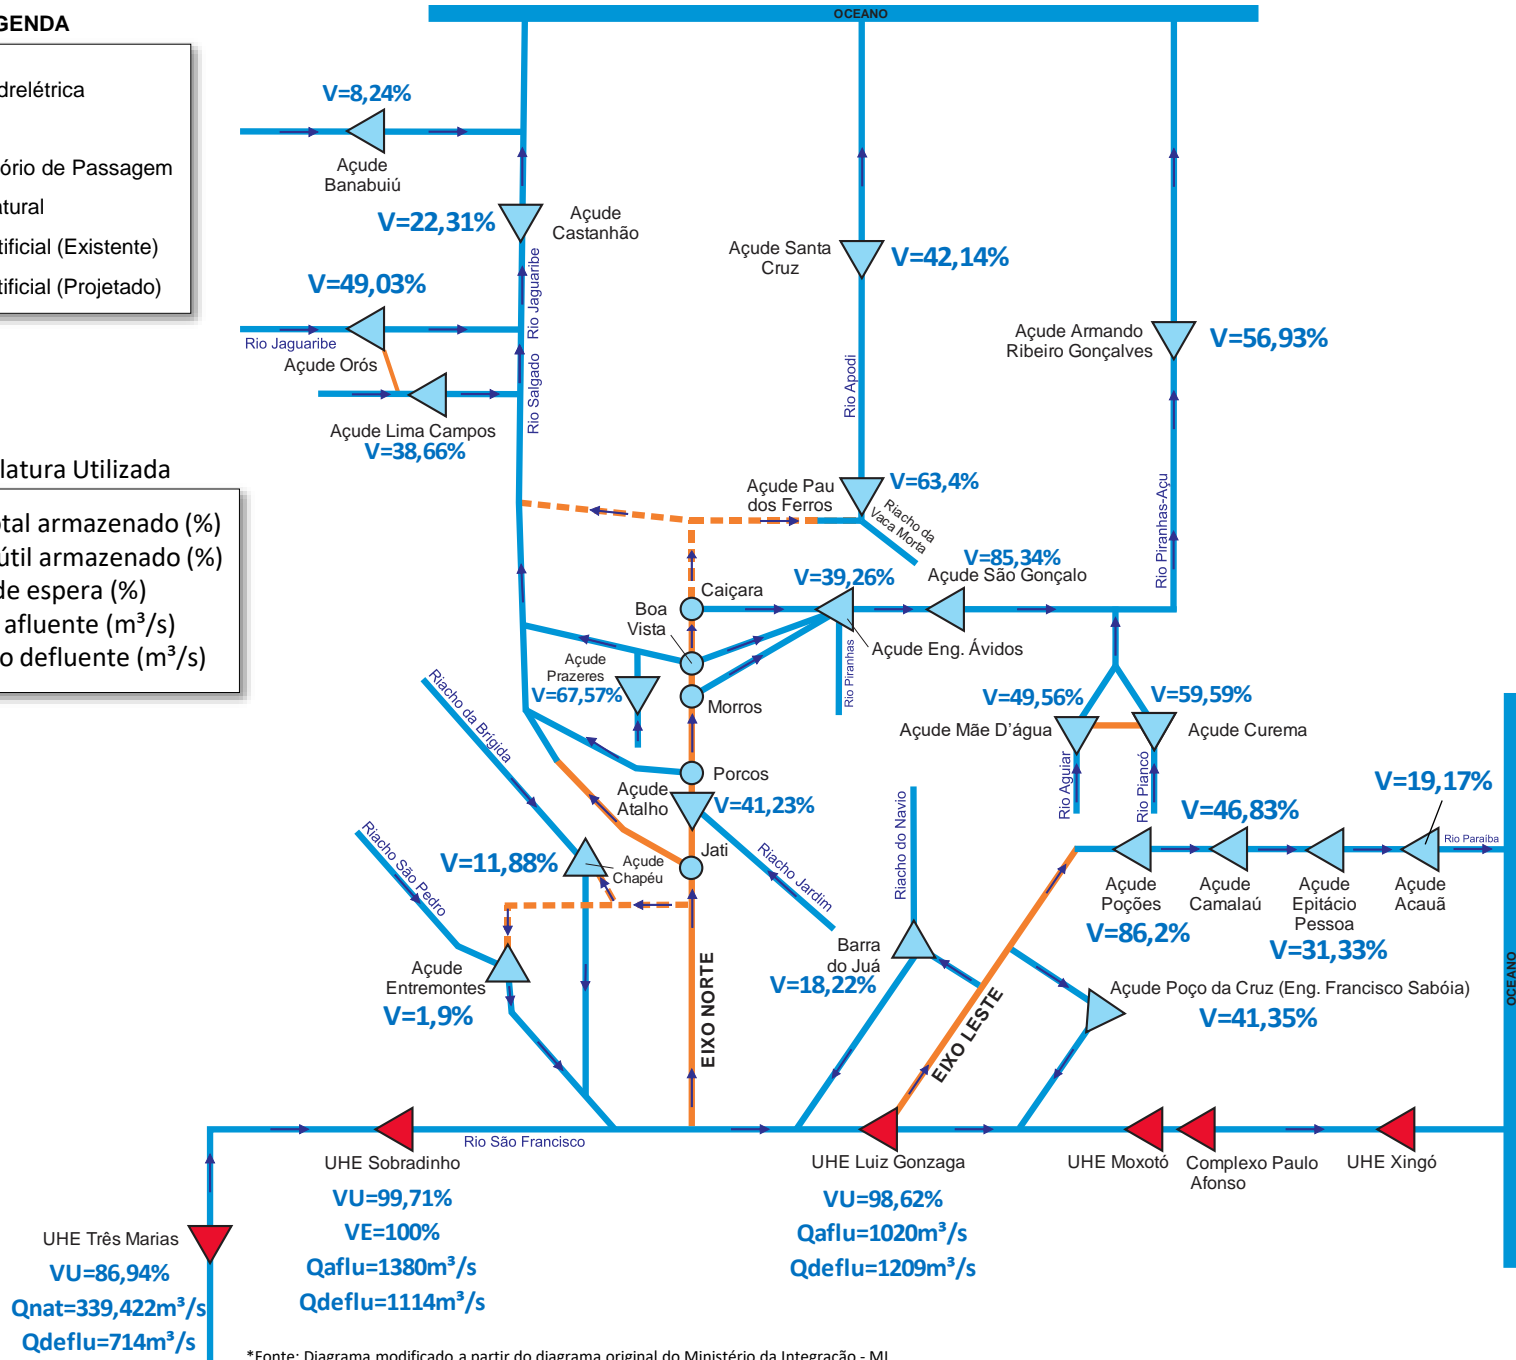 GENDA
drelétrica
ório de Passagem
atural
tificial (Existente)
tificial (Projetado)
latura Utilizada
otal armazenado (%)
útil armazenado (%)
de espera (%)
afluente (m³/s)
o defluente (m³/s)
OCEANO
V=8,24%
Açude
Banabuiú
V=22,31%
Açude
Castanhão
Rio Jaguaribe
V=49,03%
Rio Jaguaribe
Açude Orós
Rio Salgado
Açude Lima Campos
V=38,66%
Açude Santa
Cruz
V=42,14%
Rio Apodi
Açude Armando
Ribeiro Gonçalves
V=56,93%
Rio Piranhas-Açu
Açude Pau
dos Ferros
V=63,4%
Riacho da
Vaca Morta
V=85,34%
Açude São Gonçalo
V=39,26%
Açude Eng. Ávidos
Rio Piranhas
Caiçara
Boa
Vista
Morros
Açude
Prazeres
V=67,57%
Porcos
Açude
Atalho
V=41,23%
Jati
Riacho Jardim
Riacho da Brígida
V=11,88%
Açude
Chapéu
Riacho São Pedro
Açude
Entremontes
V=1,9%
EIXO NORTE
V=49,56%
Açude Mãe D'água
V=59,59%
Açude Curema
Rio Aguiar
Rio Piancó
V=19,17%
V=46,83%
Rio Paraíba
Açude
Poções
V=86,2%
Açude
Camalaú
Açude
Epitácio
Pessoa
V=31,33%
Açude
Acauã
Riacho do Navio
Barra
do Juá
V=18,22%
EIXO LESTE
Açude Poço da Cruz (Eng. Francisco Sabóia)
V=41,35%
OCEANO
Rio São Francisco
UHE Sobradinho
VU=99,71%
VE=100%
Qaflu=1380m³/s
Qdeflu=1114m³/s
UHE Luiz Gonzaga
VU=98,62%
Qaflu=1020m³/s
Qdeflu=1209m³/s
UHE Moxotó
Complexo Paulo
Afonso
UHE Xingó
UHE Três Marias
VU=86,94%
Qnat=339,422m³/s
Qdeflu=714m³/s
*Fonte: Diagrama modificado a partir do diagrama original do Ministério da Integração - MI